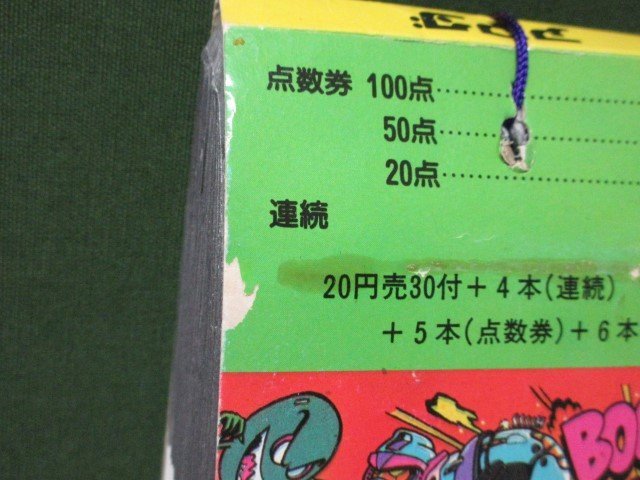 点数券 100点…………
50点…………
20点…………
連続
20円売30付＋4本(連続)
＋5本(点数券)＋6本
BO